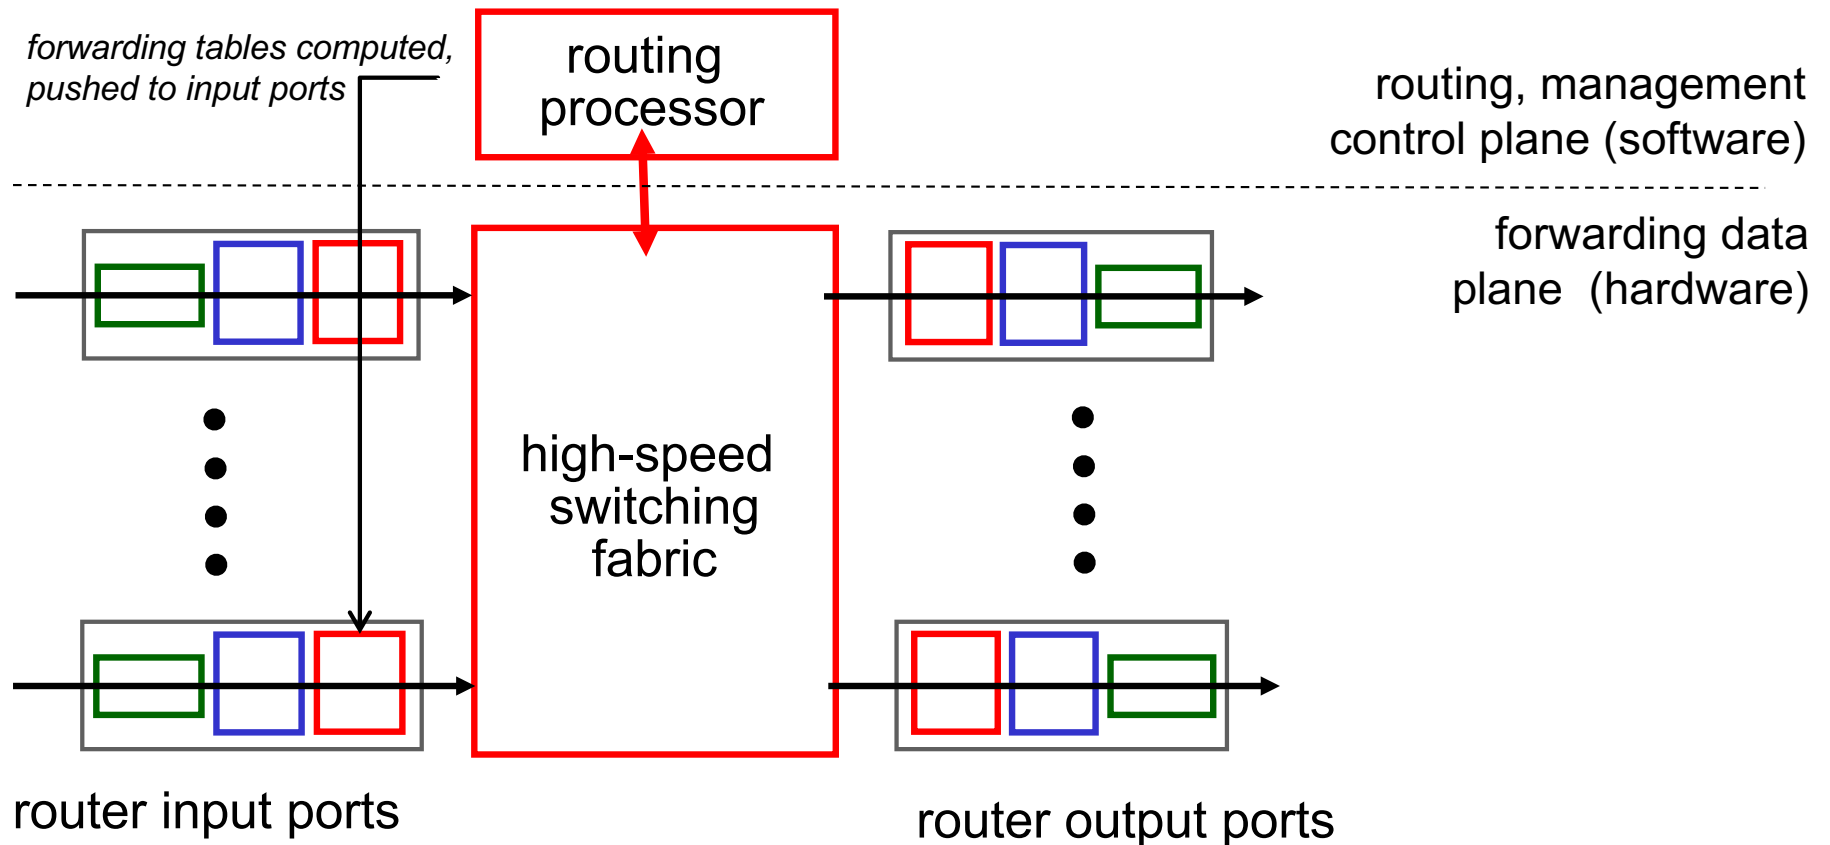 forwarding tables computed,
pushed to input ports
routing
processor
routing, management
control plane (software)
forwarding data
plane (hardware)
high-speed
switching
fabric
router input ports
router output ports